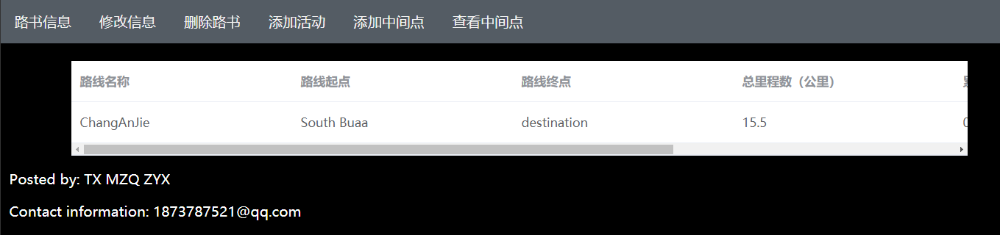 路书信息 修改信息 删除路书 添加活动 添加中间点 查看中间点
路线名称 路线起点 路线终点 总里程数（公里）
ChangAnJie South Buaa destination 15.5
Posted by: TX MZQ ZYX
Contact information: 1873787521@qq.com